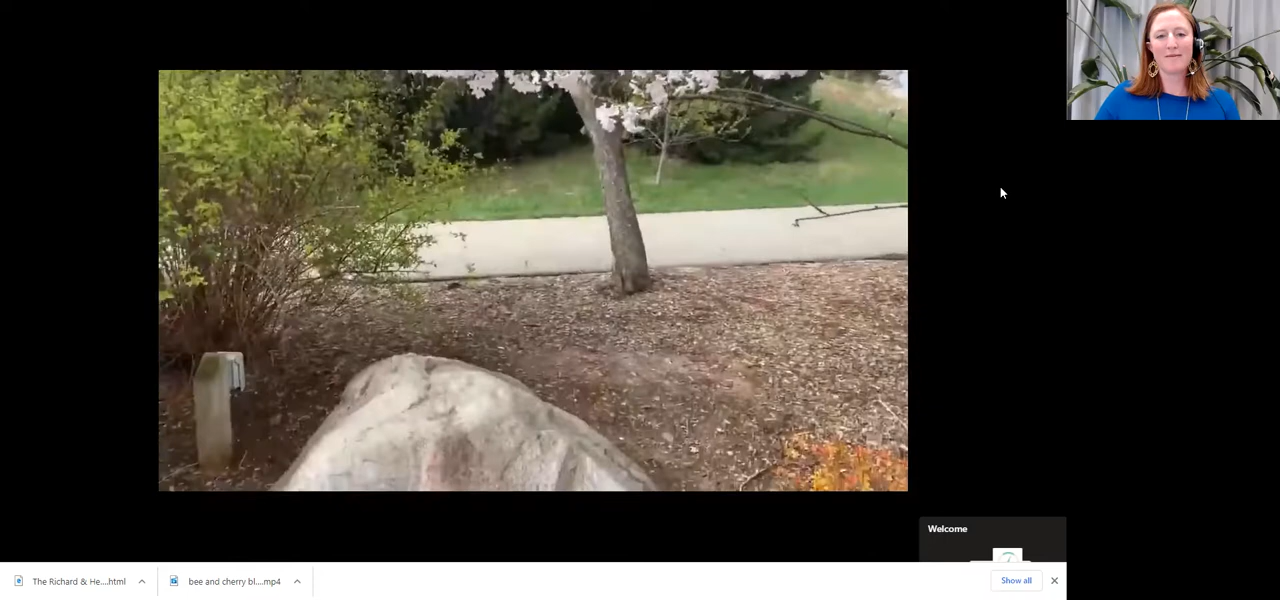 Welcome
The Richard & He....html
bee and cherry bl....mp4
Show all